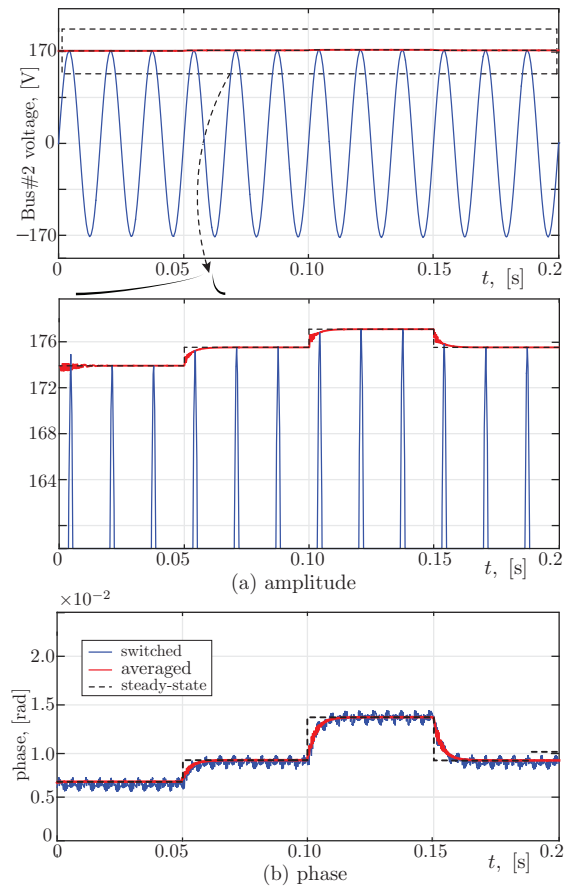 Bus#2 voltage, [V]
170
0
−170
0 0.05 0.10 0.15 0.2
t, [s]
176
172
168
164
0 0.05 0.10 0.15 0.2
t, [s]
(a) amplitude
×10⁻²
phase, [rad]
2.0
1.5
1.0
0.5
0
switched
averaged
steady-state
0 0.05 0.10 0.15 0.2
t, [s]
(b) phase